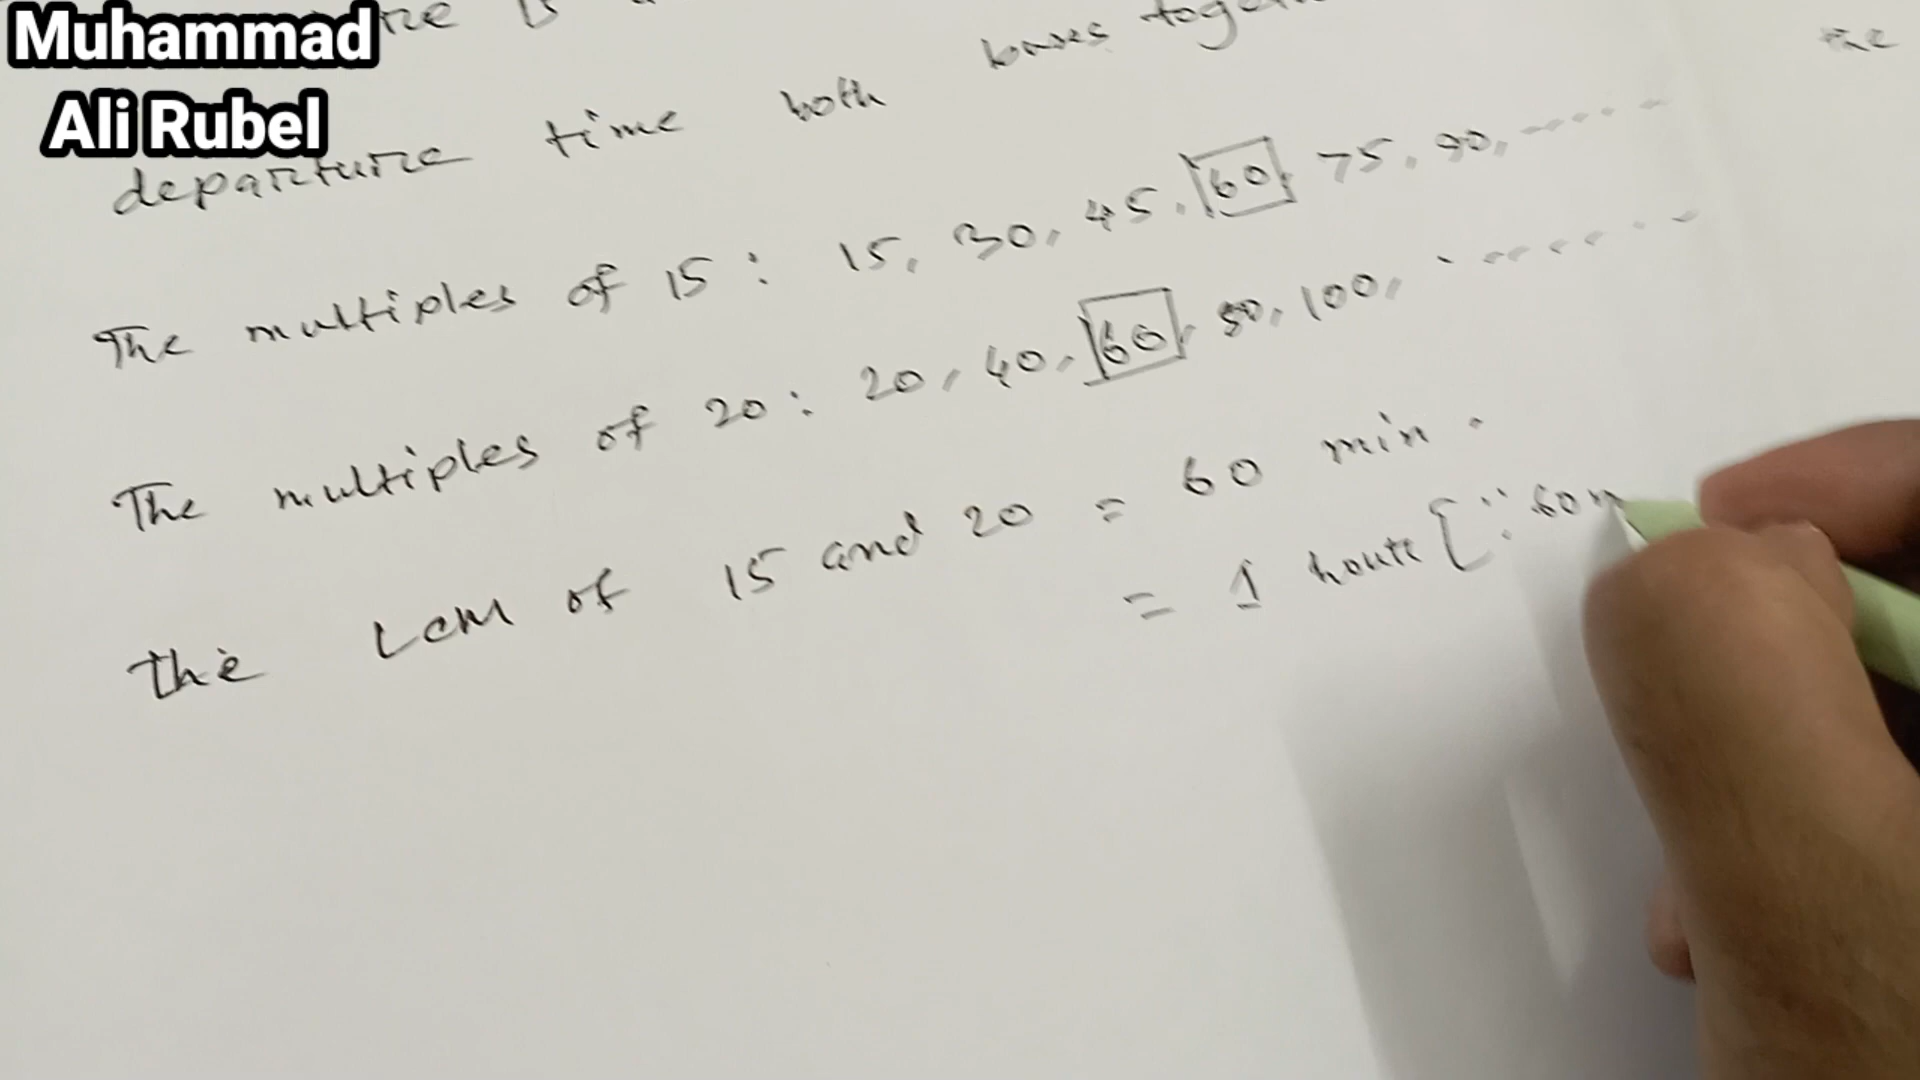 Muhammad
Ali Rubel
departure time both buses
The multiples of 15 : 15, 30, 45, 60, 75, 90, ------
The multiples of 20 : 20, 40, 60, 80, 100, -------
the LCM of 15 and 20 = 60 min.
= 1 hour [∵ 60